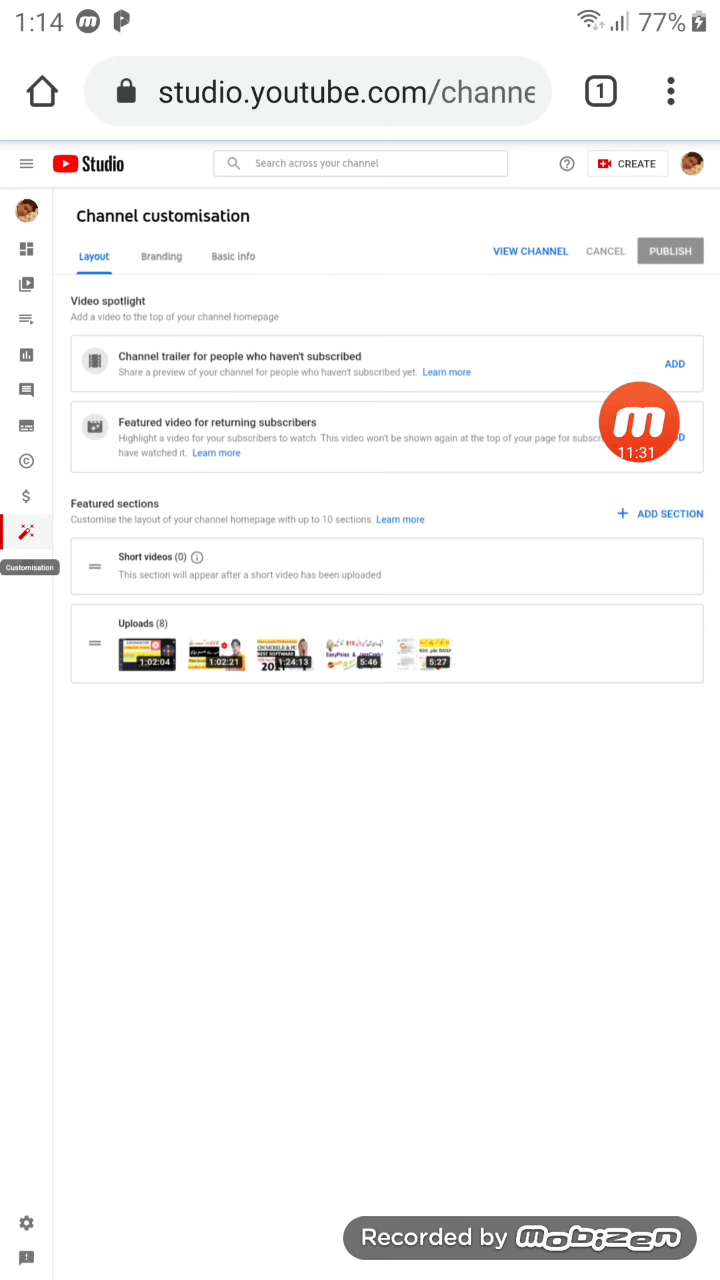 1:14
77%
studio.youtube.com/channe
1
Studio
Search across your channel
CREATE
Channel customisation
Layout
Branding
Basic info
VIEW CHANNEL
CANCEL
PUBLISH
Video spotlight
Add a video to the top of your channel homepage
Channel trailer for people who haven't subscribed
Share a preview of your channel for people who haven't subscribed yet. Learn more
ADD
Featured video for returning subscribers
Highlight a video for your subscribers to watch. This video won't be shown again at the top of your page for subscr
D
have watched it. Learn more
11:31
Featured sections
Customise the layout of your channel homepage with up to 10 sections. Learn more
+ ADD SECTION
Short videos (0)
This section will appear after a short video has been uploaded
Customisation
Uploads (8)
1:02:04
1:02:21
ON MOBILE & PC
BEST SOFTWARE
1:24:13
5:46
5:27
Recorded by mobizen